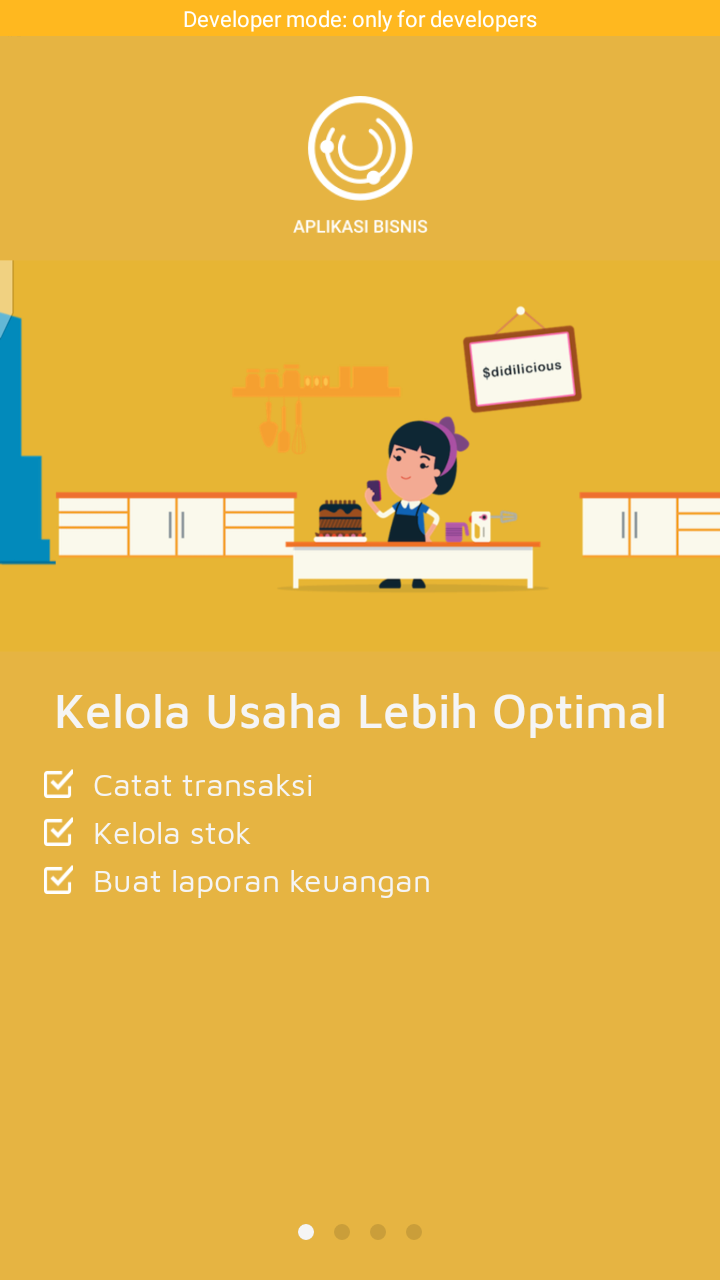 Developer mode: only for developers
APLIKASI BISNIS
$didilicious
Kelola Usaha Lebih Optimal
Catat transaksi
Kelola stok
Buat laporan keuangan